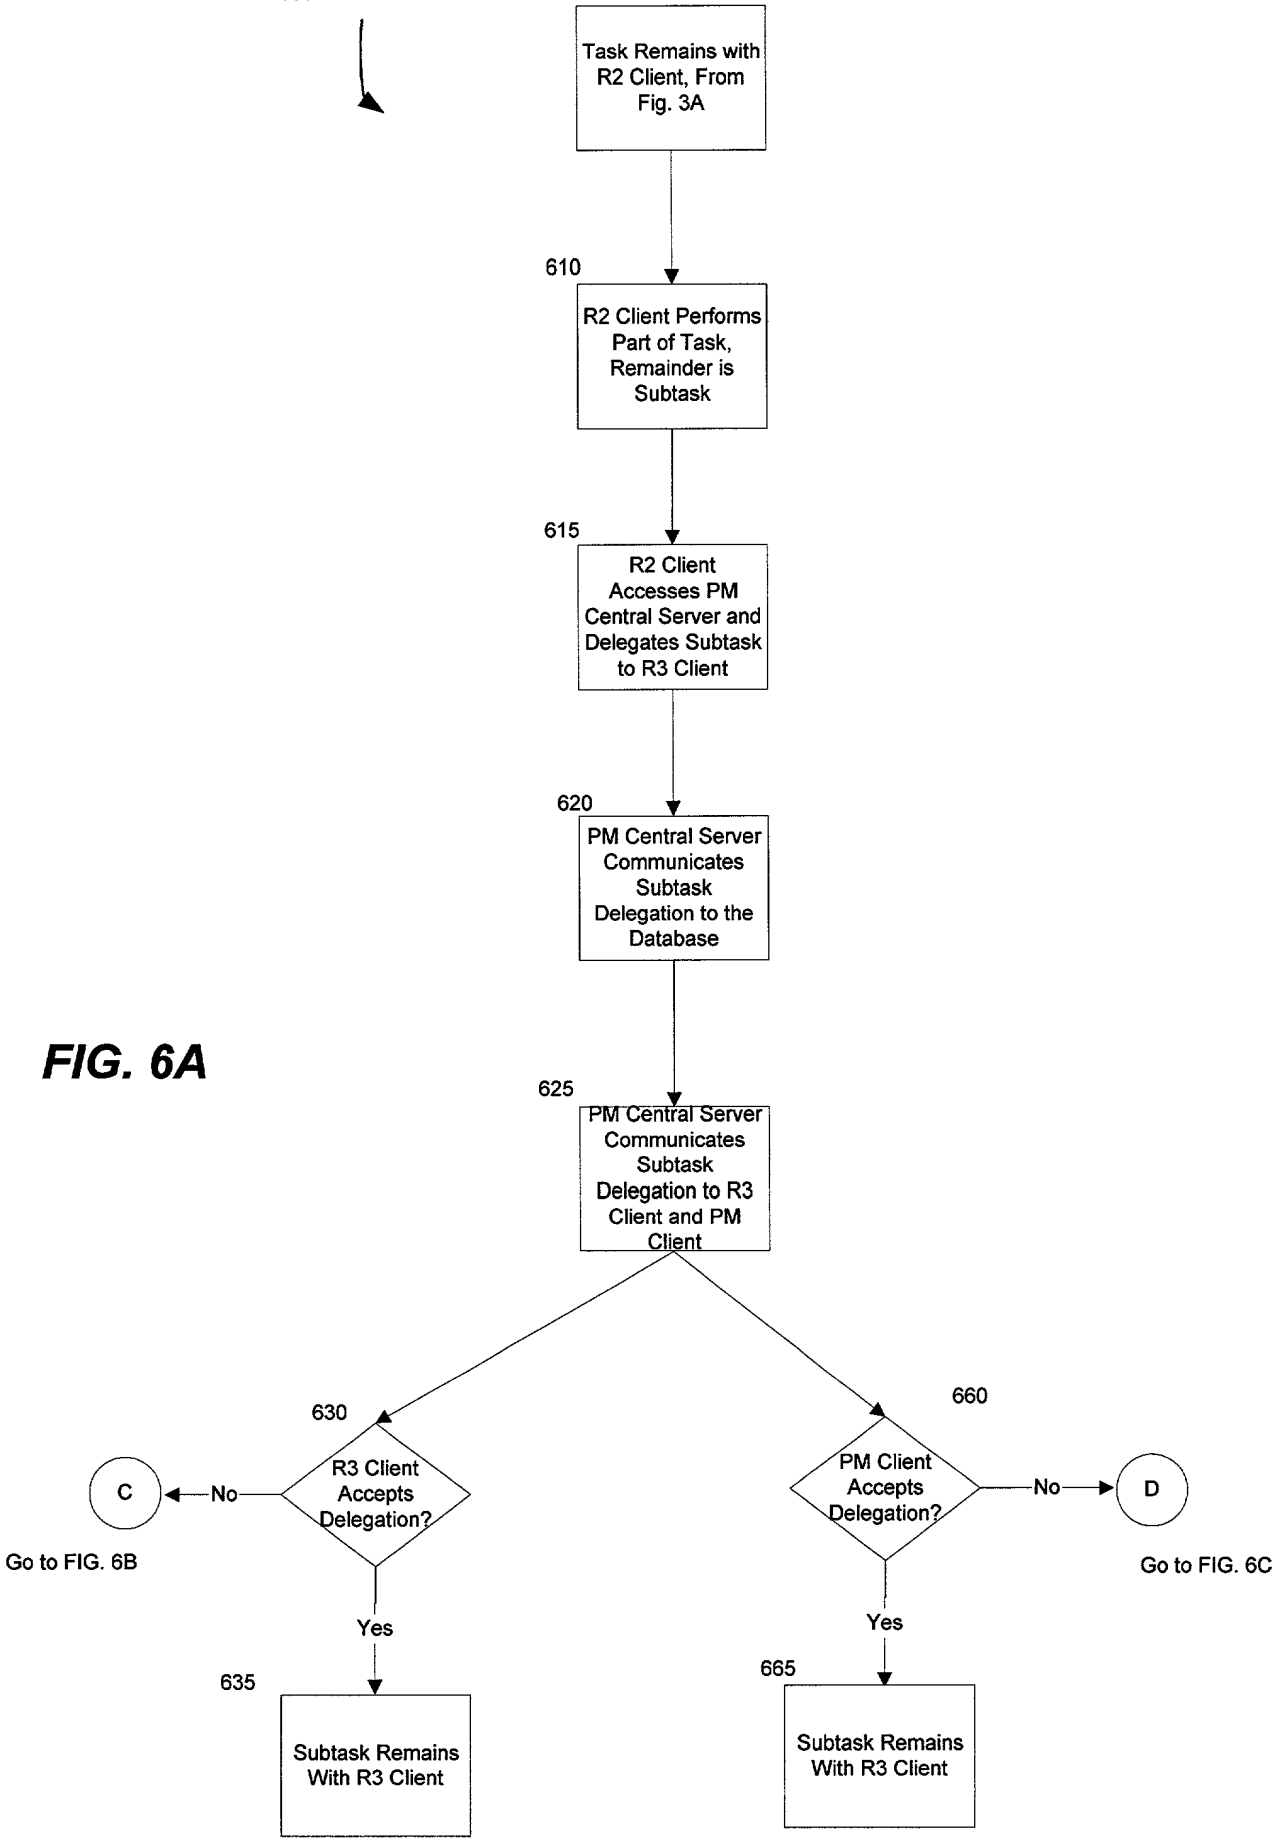 Task Remains with
R2 Client, From
Fig. 3A
610
R2 Client Performs
Part of Task,
Remainder is
Subtask
615
R2 Client
Accesses PM
Central Server and
Delegates Subtask
to R3 Client
620
PM Central Server
Communicates
Subtask
Delegation to the
Database
FIG. 6A
625
PM Central Server
Communicates
Subtask
Delegation to R3
Client and PM
Client
630
R3 Client
Accepts
Delegation?
No
C
Go to FIG. 6B
Yes
635
Subtask Remains
With R3 Client
660
PM Client
Accepts
Delegation?
No
D
Go to FIG. 6C
Yes
665
Subtask Remains
With R3 Client